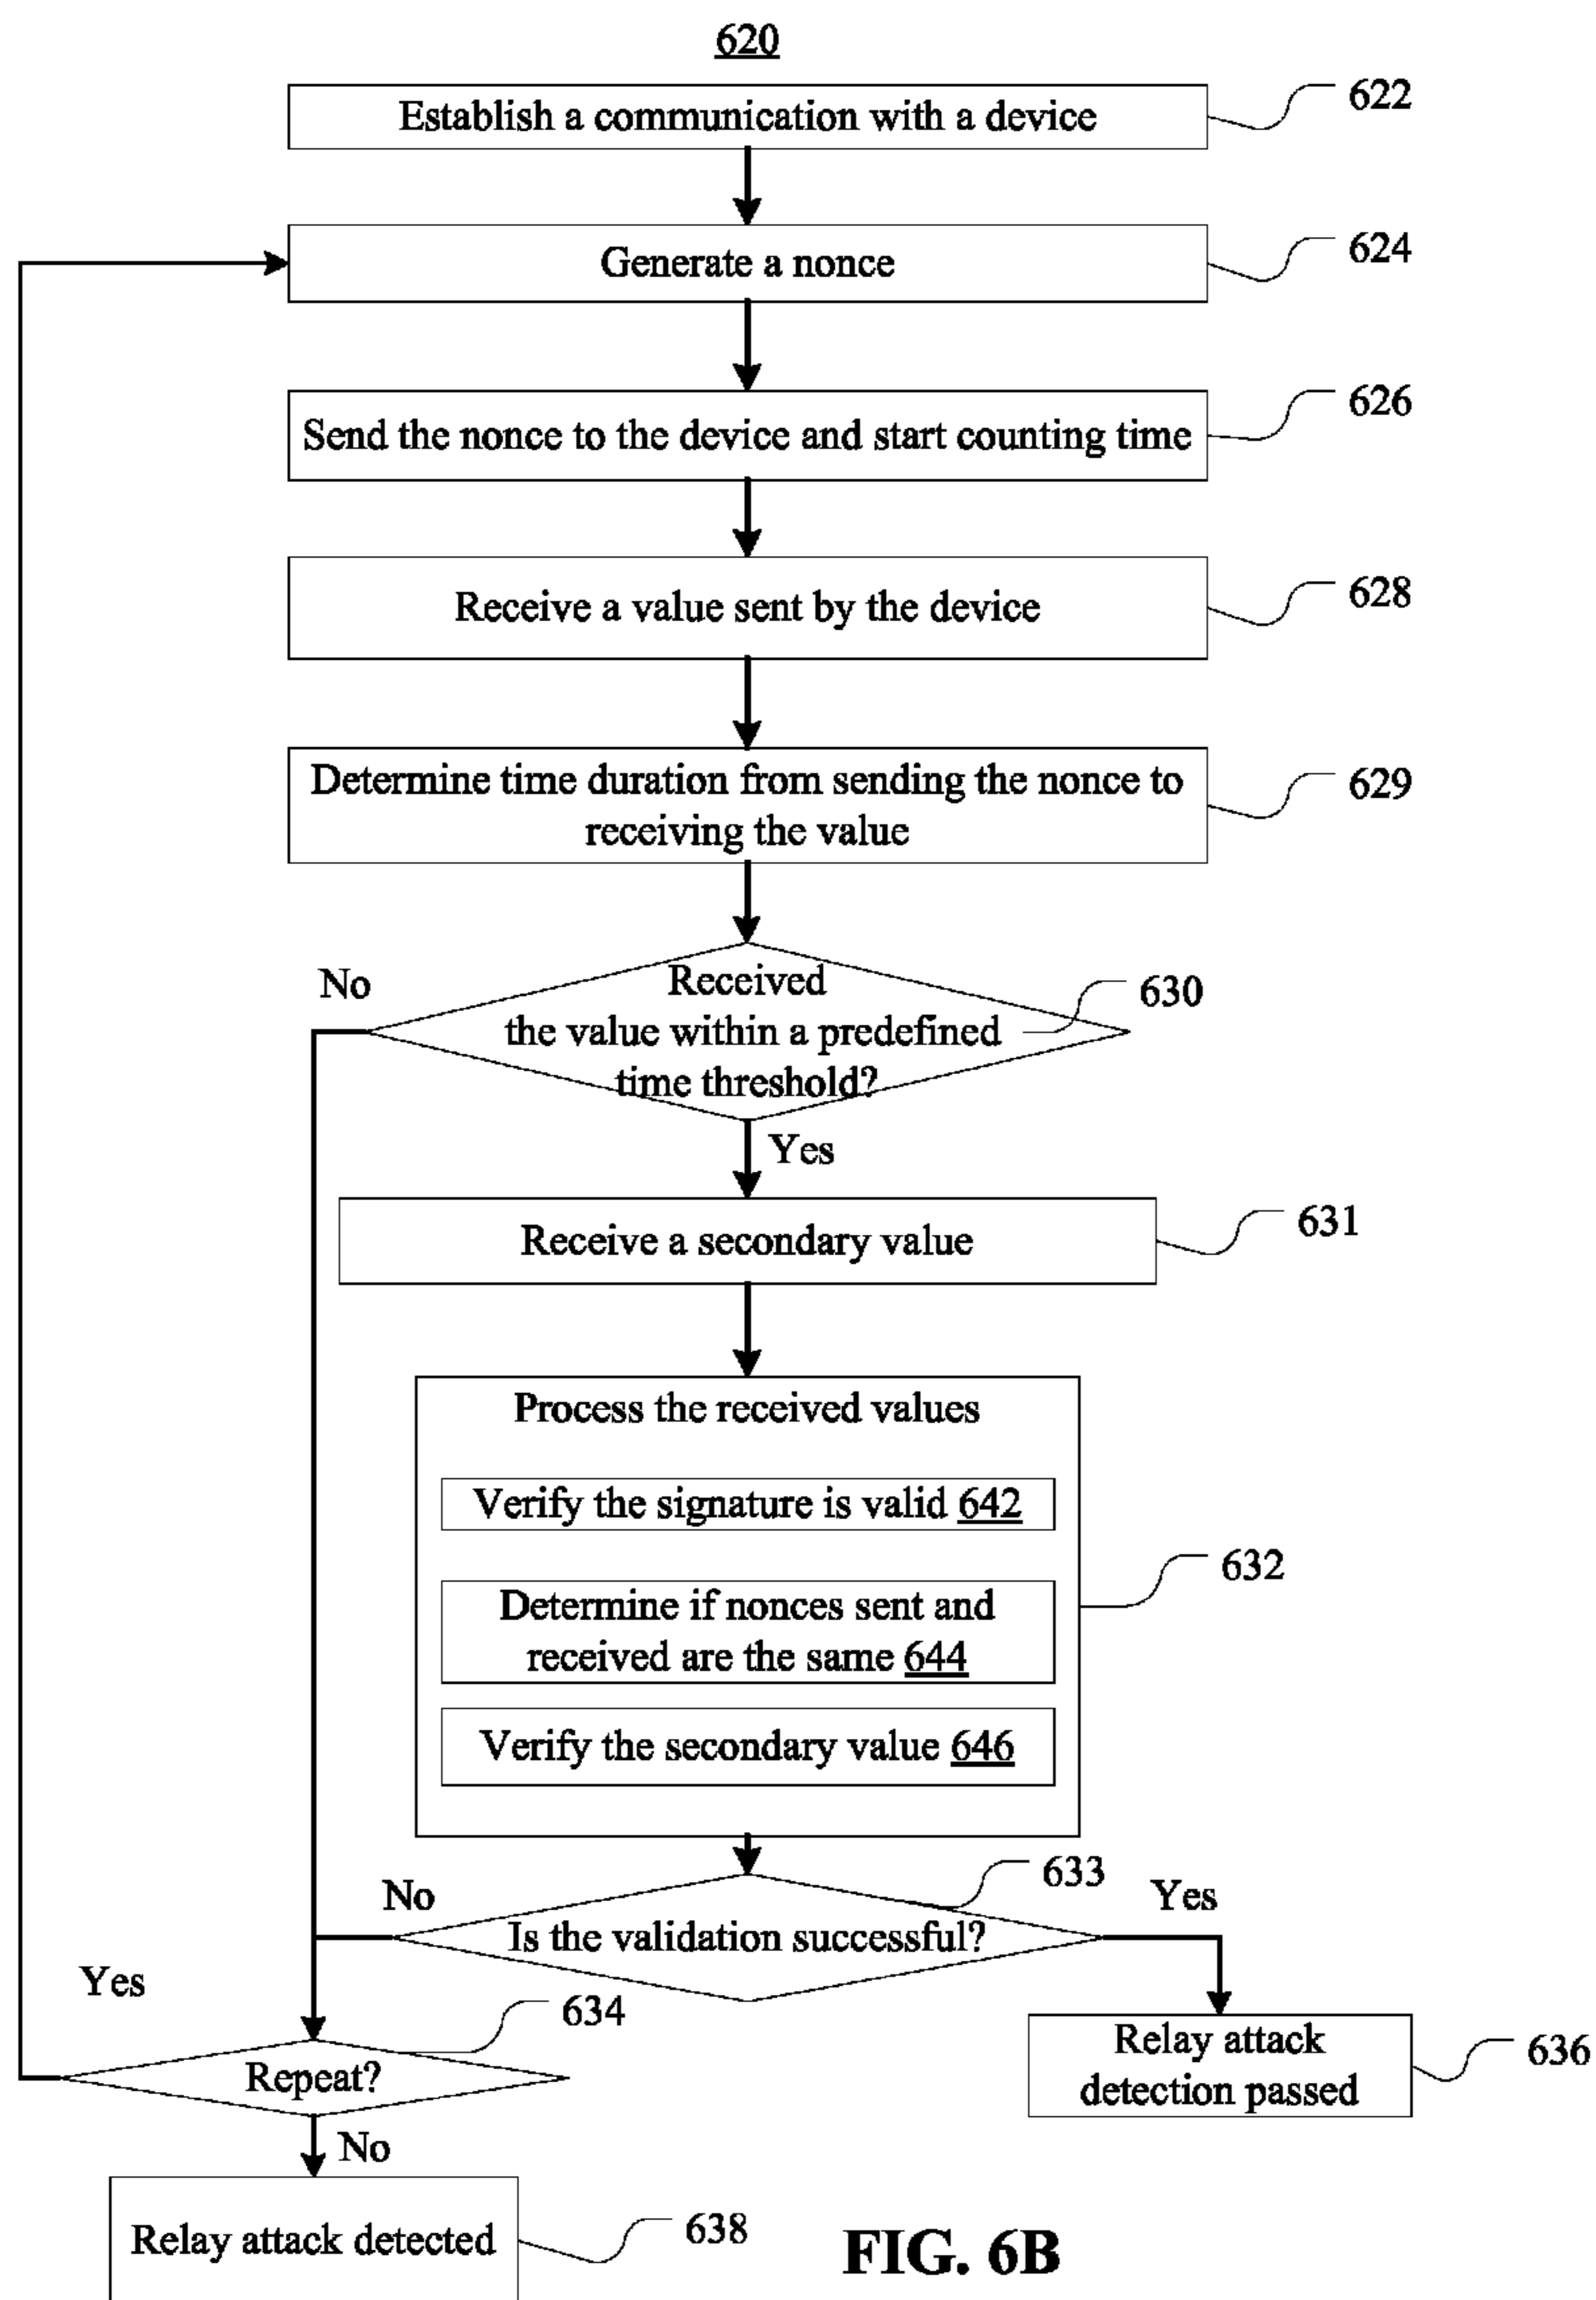 620
Establish a communication with a device
622
Generate a nonce
624
Send the nonce to the device and start counting time
626
Receive a value sent by the device
628
Determine time duration from sending the nonce to
receiving the value
629
No
Received
the value within a predefined
time threshold?
630
Yes
Receive a secondary value
631
Process the received values
Verify the signature is valid 642
Determine if nonces sent and
received are the same 644
Verify the secondary value 646
632
No
Is the validation successful?
633
Yes
Yes
Repeat?
634
Relay attack
detection passed
636
No
Relay attack detected
638
FIG. 6B